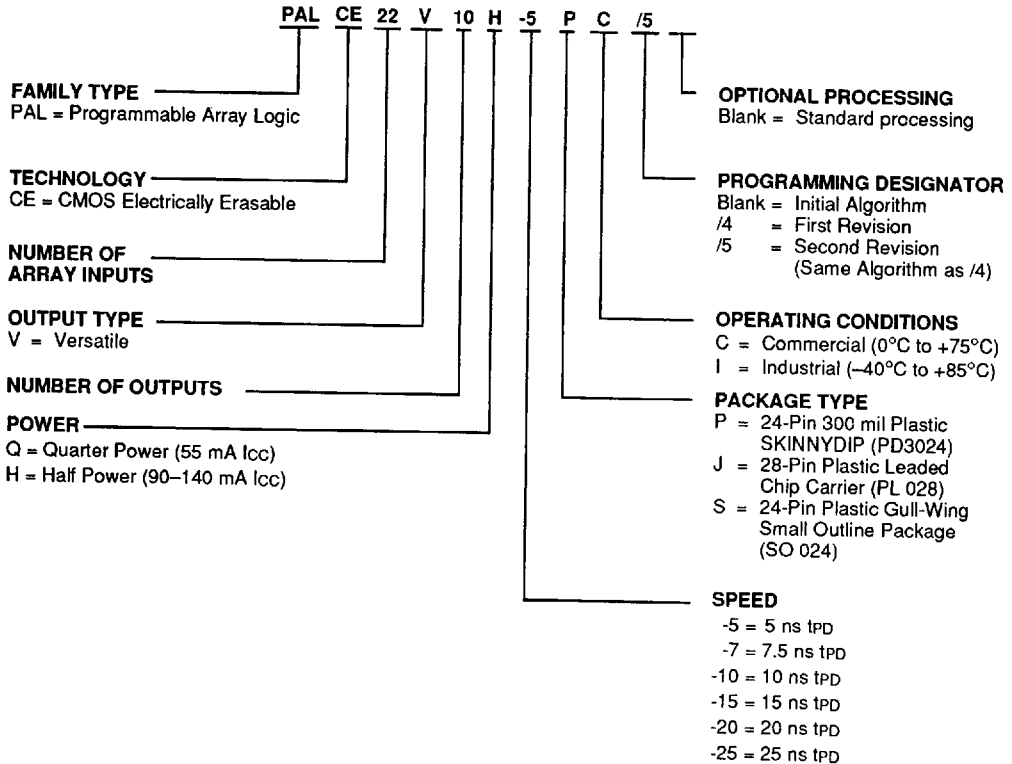 PAL CE 22 V 10 H -5 P C /5
FAMILY TYPE
PAL = Programmable Array Logic
TECHNOLOGY
CE = CMOS Electrically Erasable
NUMBER OF
ARRAY INPUTS
OUTPUT TYPE
V = Versatile
NUMBER OF OUTPUTS
POWER
Q = Quarter Power (55 mA Icc)
H = Half Power (90–140 mA Icc)
OPTIONAL PROCESSING
Blank = Standard processing
PROGRAMMING DESIGNATOR
Blank = Initial Algorithm
/4 = First Revision
/5 = Second Revision
(Same Algorithm as /4)
OPERATING CONDITIONS
C = Commercial (0°C to +75°C)
I = Industrial (–40°C to +85°C)
PACKAGE TYPE
P = 24-Pin 300 mil Plastic
SKINNYDIP (PD3024)
J = 28-Pin Plastic Leaded
Chip Carrier (PL 028)
S = 24-Pin Plastic Gull-Wing
Small Outline Package
(SO 024)
SPEED
-5 = 5 ns tPD
-7 = 7.5 ns tPD
-10 = 10 ns tPD
-15 = 15 ns tPD
-20 = 20 ns tPD
-25 = 25 ns tPD